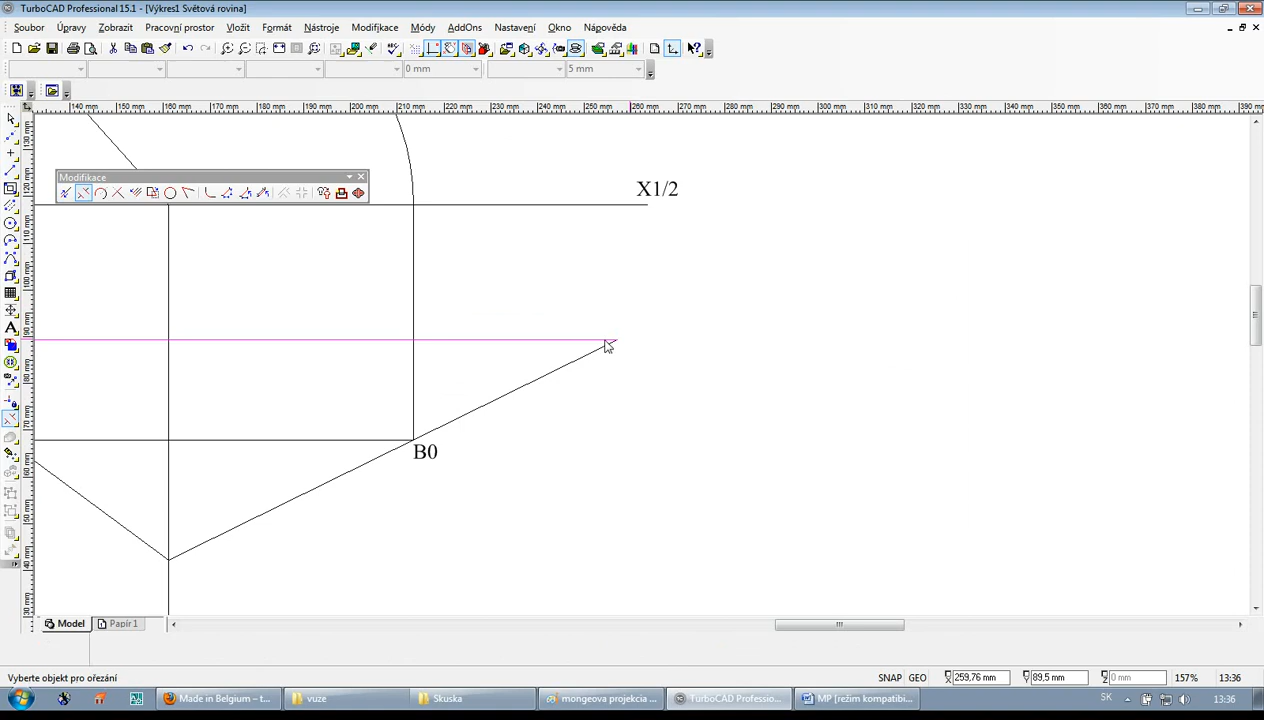 TurboCAD Professional 15.1 - [Výkres1 Světová rovina]
Soubor Úpravy Zobrazit Pracovní prostor Vložit Formát Nástroje Modifikace Módy AddOns Nastavení Okno Nápověda
0 mm 5 mm
140 mm 150 mm 160 mm 170 mm 180 mm 190 mm 200 mm 210 mm 220 mm 230 mm 240 mm 250 mm 260 mm 270 mm 280 mm 290 mm 300 mm 310 mm 320 mm 330 mm 340 mm 350 mm 360 mm 370 mm 380 mm 390 m
Modifikace
X1/2
B0
Model Papír 1
Vyberte objekt pro ořezání SNAP GEO X 259,76 mm Y 89,5 mm Z 0 mm 157% 13:36
Made in Belgium – t... vuze Skuska mongeova projekcia ... TurboCAD Professio... MP [režim kompatibi... SK 13:36